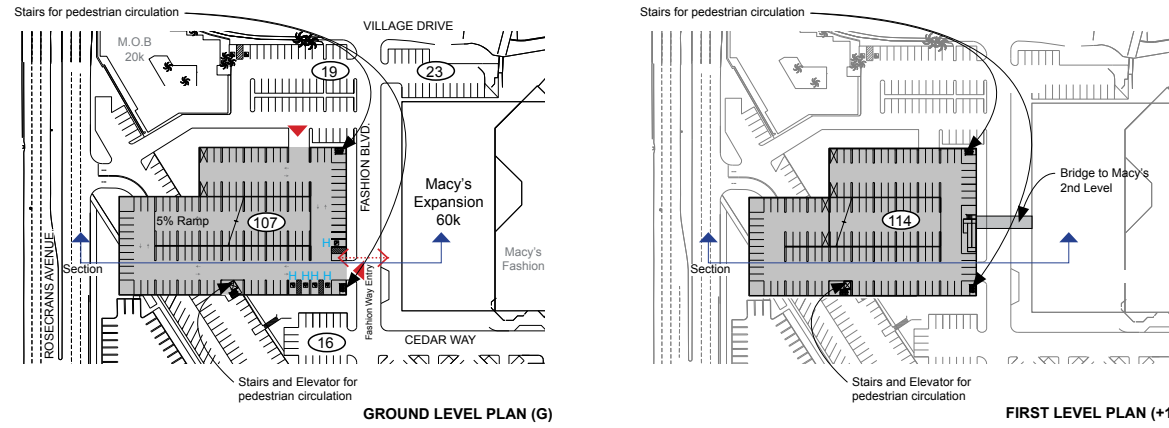 Stairs for pedestrian circulation
VILLAGE DRIVE
M.O.B
20k
19
23
FASHION BLVD.
Macy's
Expansion
60k
Macy's
Fashion
5% Ramp
107
H
H H H H
ROSECRANS AVENUE
Section
Fashion Way Entry
16
CEDAR WAY
Stairs and Elevator for
pedestrian circulation
GROUND LEVEL PLAN (G)
Stairs for pedestrian circulation
Bridge to Macy's
2nd Level
114
Section
Stairs and Elevator for
pedestrian circulation
FIRST LEVEL PLAN (+1